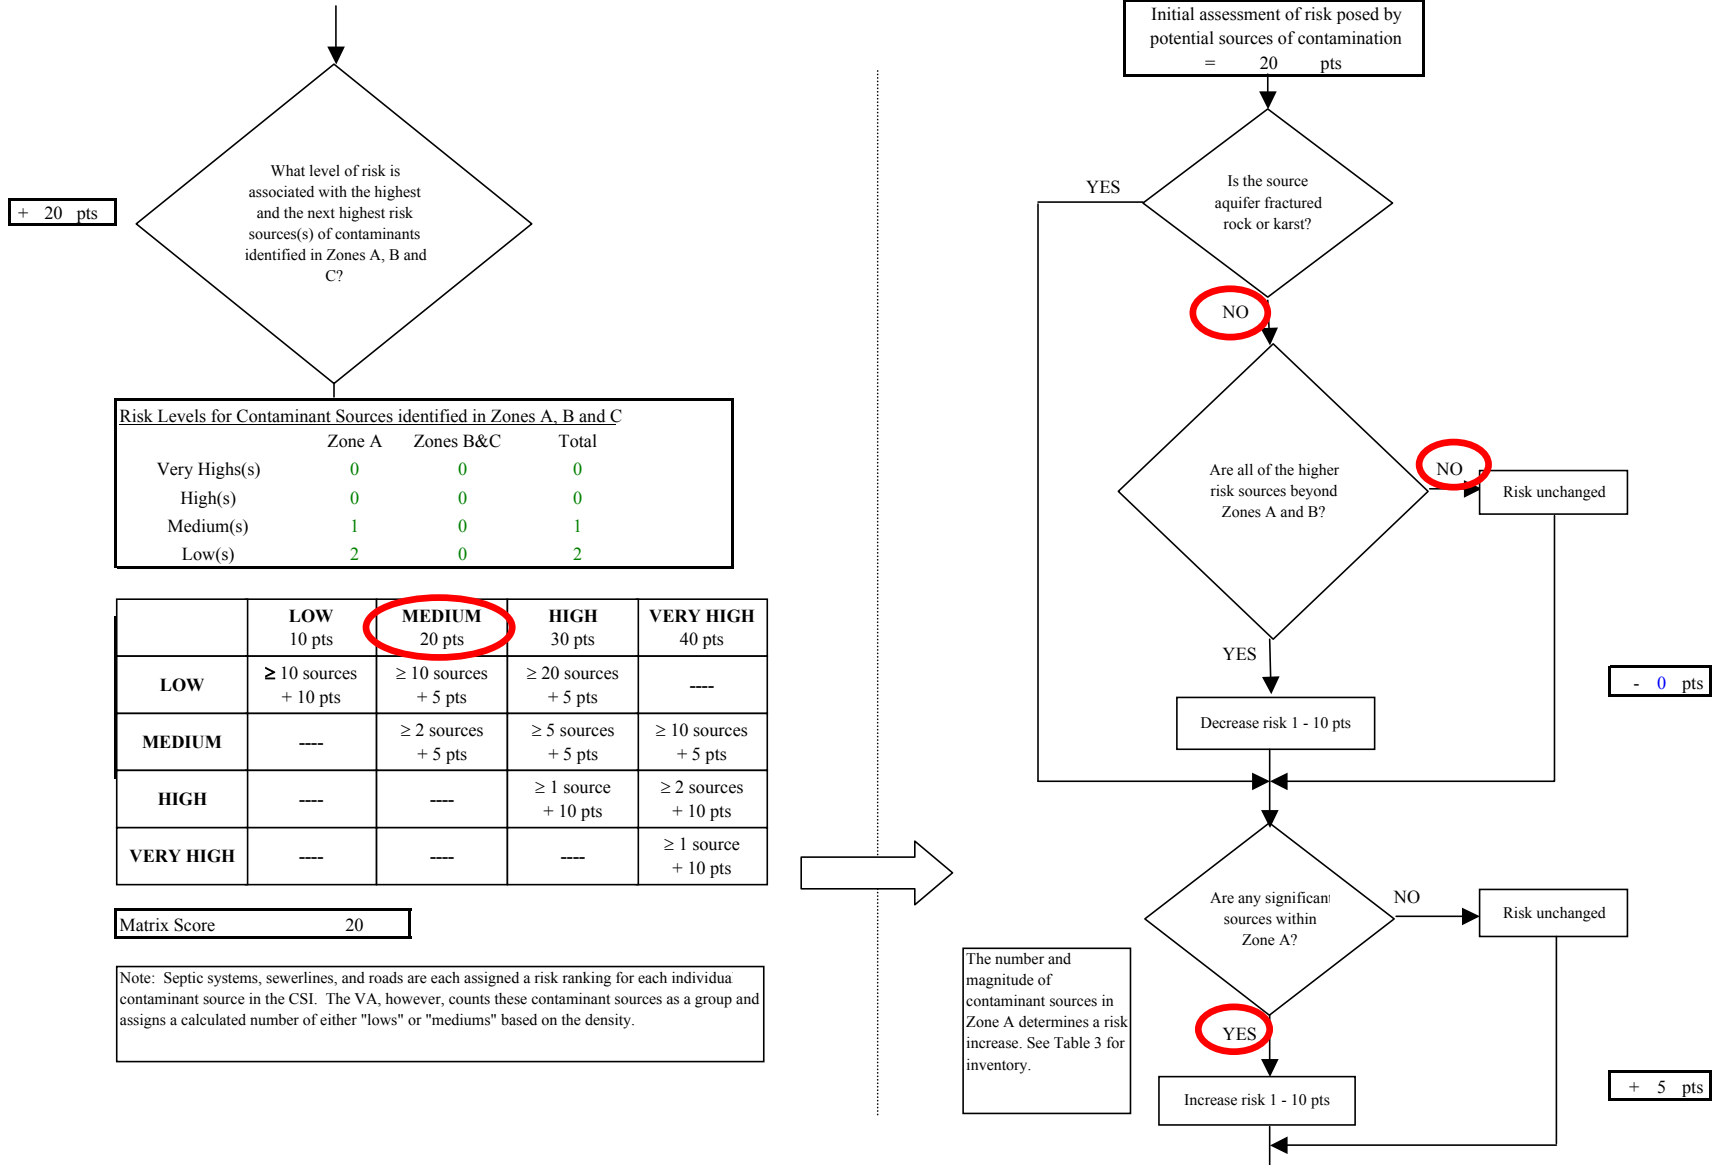 What level of risk is
associated with the highest
and the next highest risk
sources(s) of contaminants
identified in Zones A, B and
C?
+ 20 pts
Risk Levels for Contaminant Sources identified in Zones A, B and C
Zone A Zones B&C Total
Very Highs(s) 0 0 0
High(s) 0 0 0
Medium(s) 1 0 1
Low(s) 2 0 2
LOW MEDIUM HIGH VERY HIGH
10 pts 20 pts 30 pts 40 pts
LOW ≥ 10 sources ≥ 10 sources ≥ 20 sources ----
+ 10 pts + 5 pts + 5 pts
MEDIUM ---- ≥ 2 sources ≥ 5 sources ≥ 10 sources
+ 5 pts + 5 pts + 5 pts
HIGH ---- ---- ≥ 1 source ≥ 2 sources
+ 10 pts + 10 pts
VERY HIGH ---- ---- ---- ≥ 1 source
+ 10 pts
Matrix Score 20
Note: Septic systems, sewerlines, and roads are each assigned a risk ranking for each individua
contaminant source in the CSI. The VA, however, counts these contaminant sources as a group and
assigns a calculated number of either "lows" or "mediums" based on the density.
Initial assessment of risk posed by
potential sources of contamination
= 20 pts
YES
Is the source
aquifer fractured
rock or karst?
NO
Are all of the higher
risk sources beyond
Zones A and B?
NO
Risk unchanged
YES
- 0 pts
Decrease risk 1 - 10 pts
Are any significant
sources within
Zone A?
NO
Risk unchanged
The number and
magnitude of
contaminant sources in
Zone A determines a risk
increase. See Table 3 for
inventory.
YES
+ 5 pts
Increase risk 1 - 10 pts